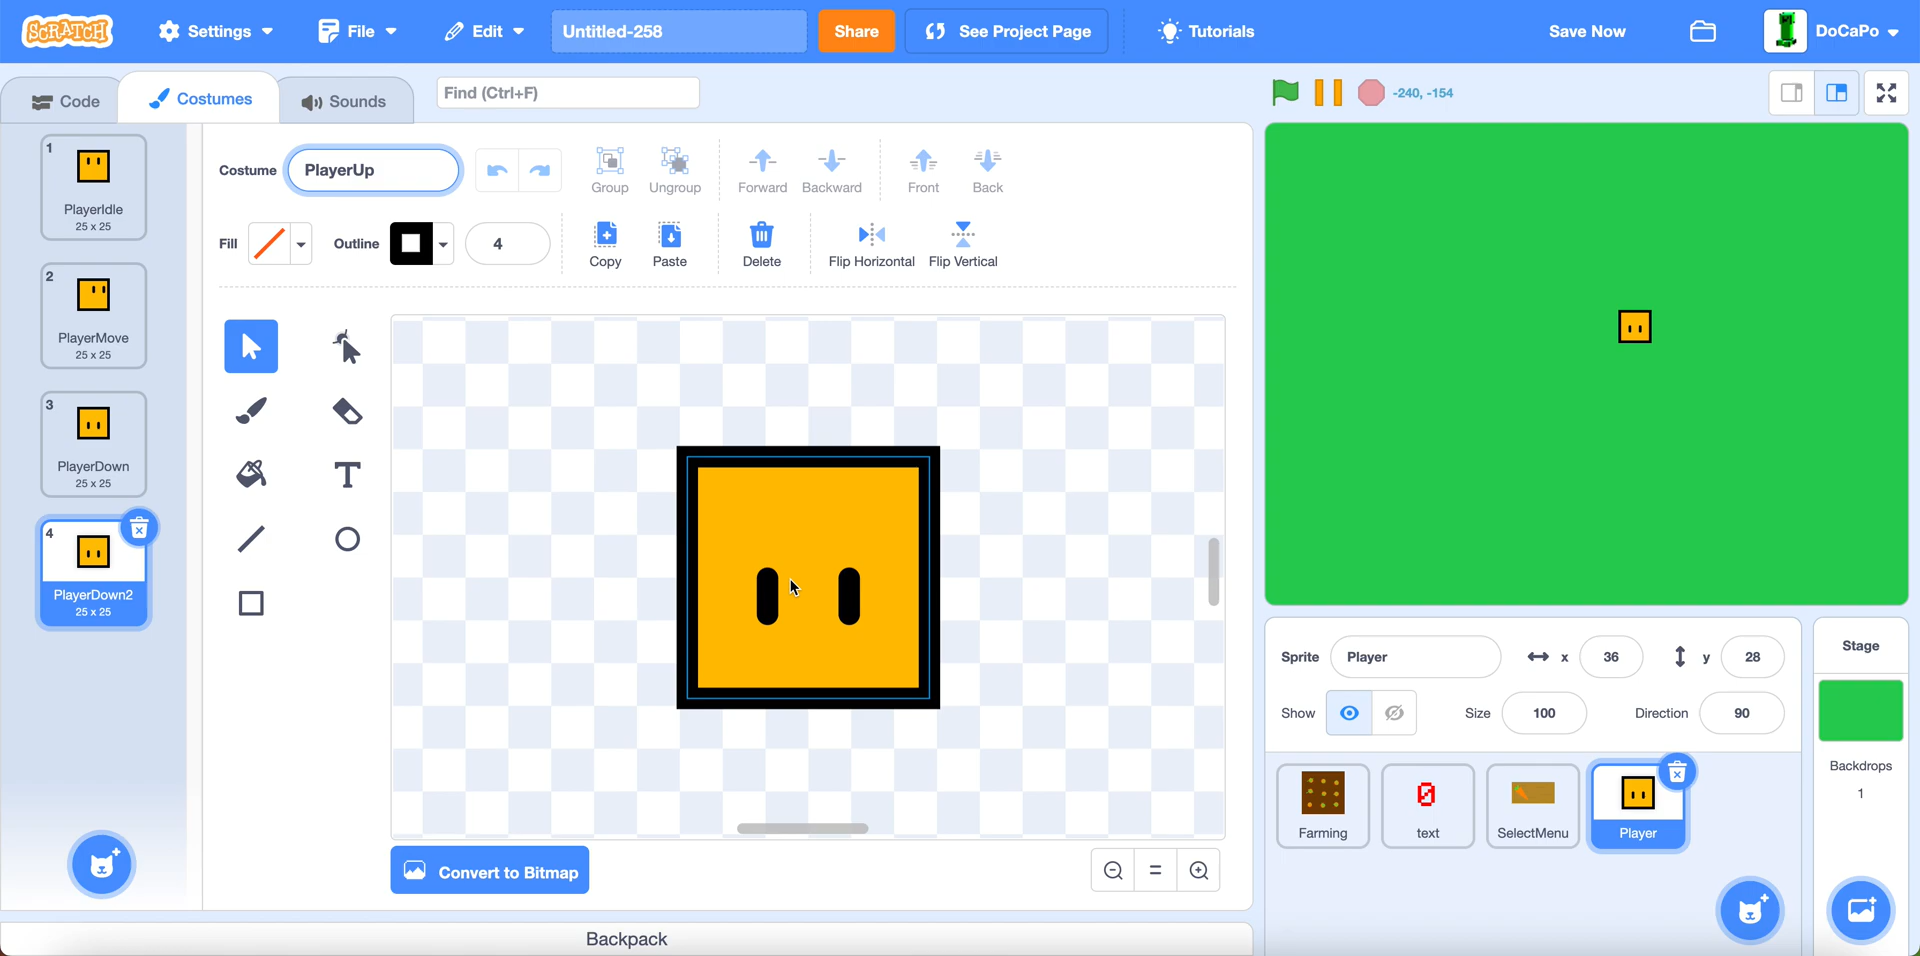 SCRATCH Settings File Edit Untitled-258 Share See Project Page Tutorials Save Now DoCaPo
Code Costumes Sounds Find (Ctrl+F) -240, -154
1
PlayerIdle
25 x 25
2
PlayerMove
25 x 25
3
PlayerDown
25 x 25
4
PlayerDown2
25 x 25
Costume PlayerUp Group Ungroup Forward Backward Front Back
Fill Outline 4 Copy Paste Delete Flip Horizontal Flip Vertical
T
Convert to Bitmap
Backpack
Sprite Player x 36 y 28
Show Size 100 Direction 90
Farming text SelectMenu Player
0
Stage
Backdrops
1